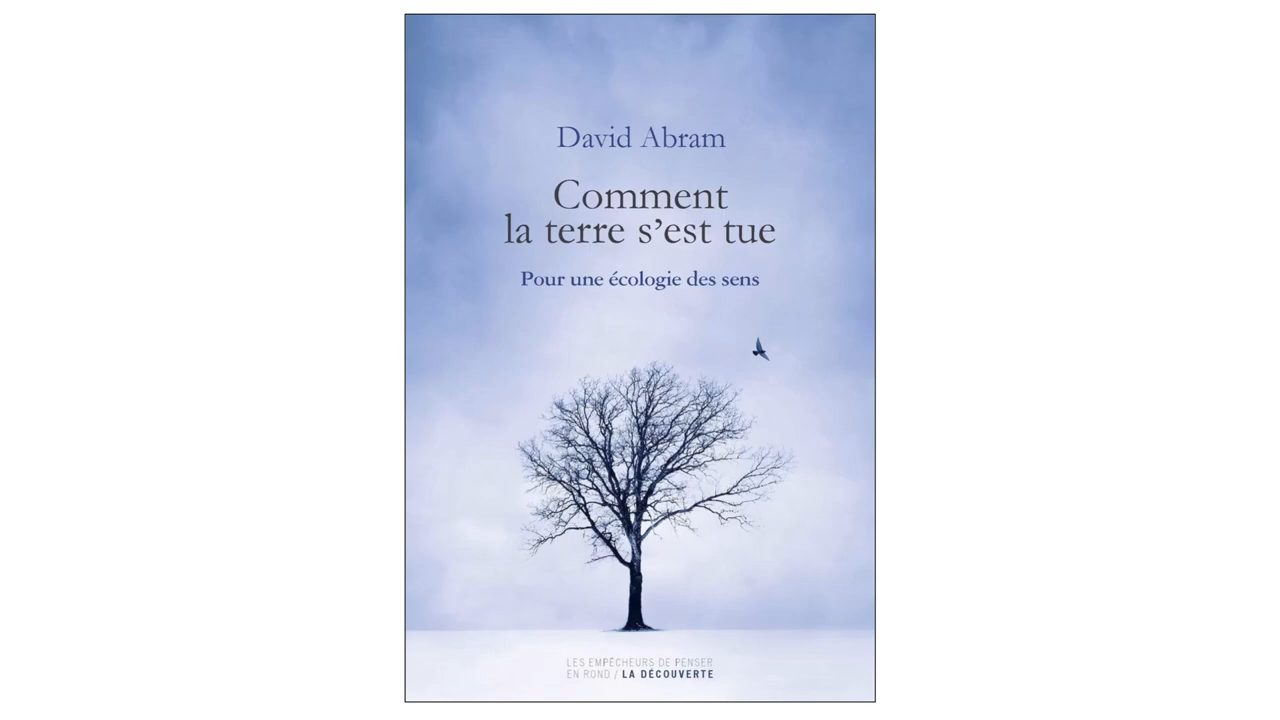 David Abram
Comment
la terre s’est tue
Pour une écologie des sens
LES EMPÊCHEURS DE PENSER
EN ROND / LA DÉCOUVERTE